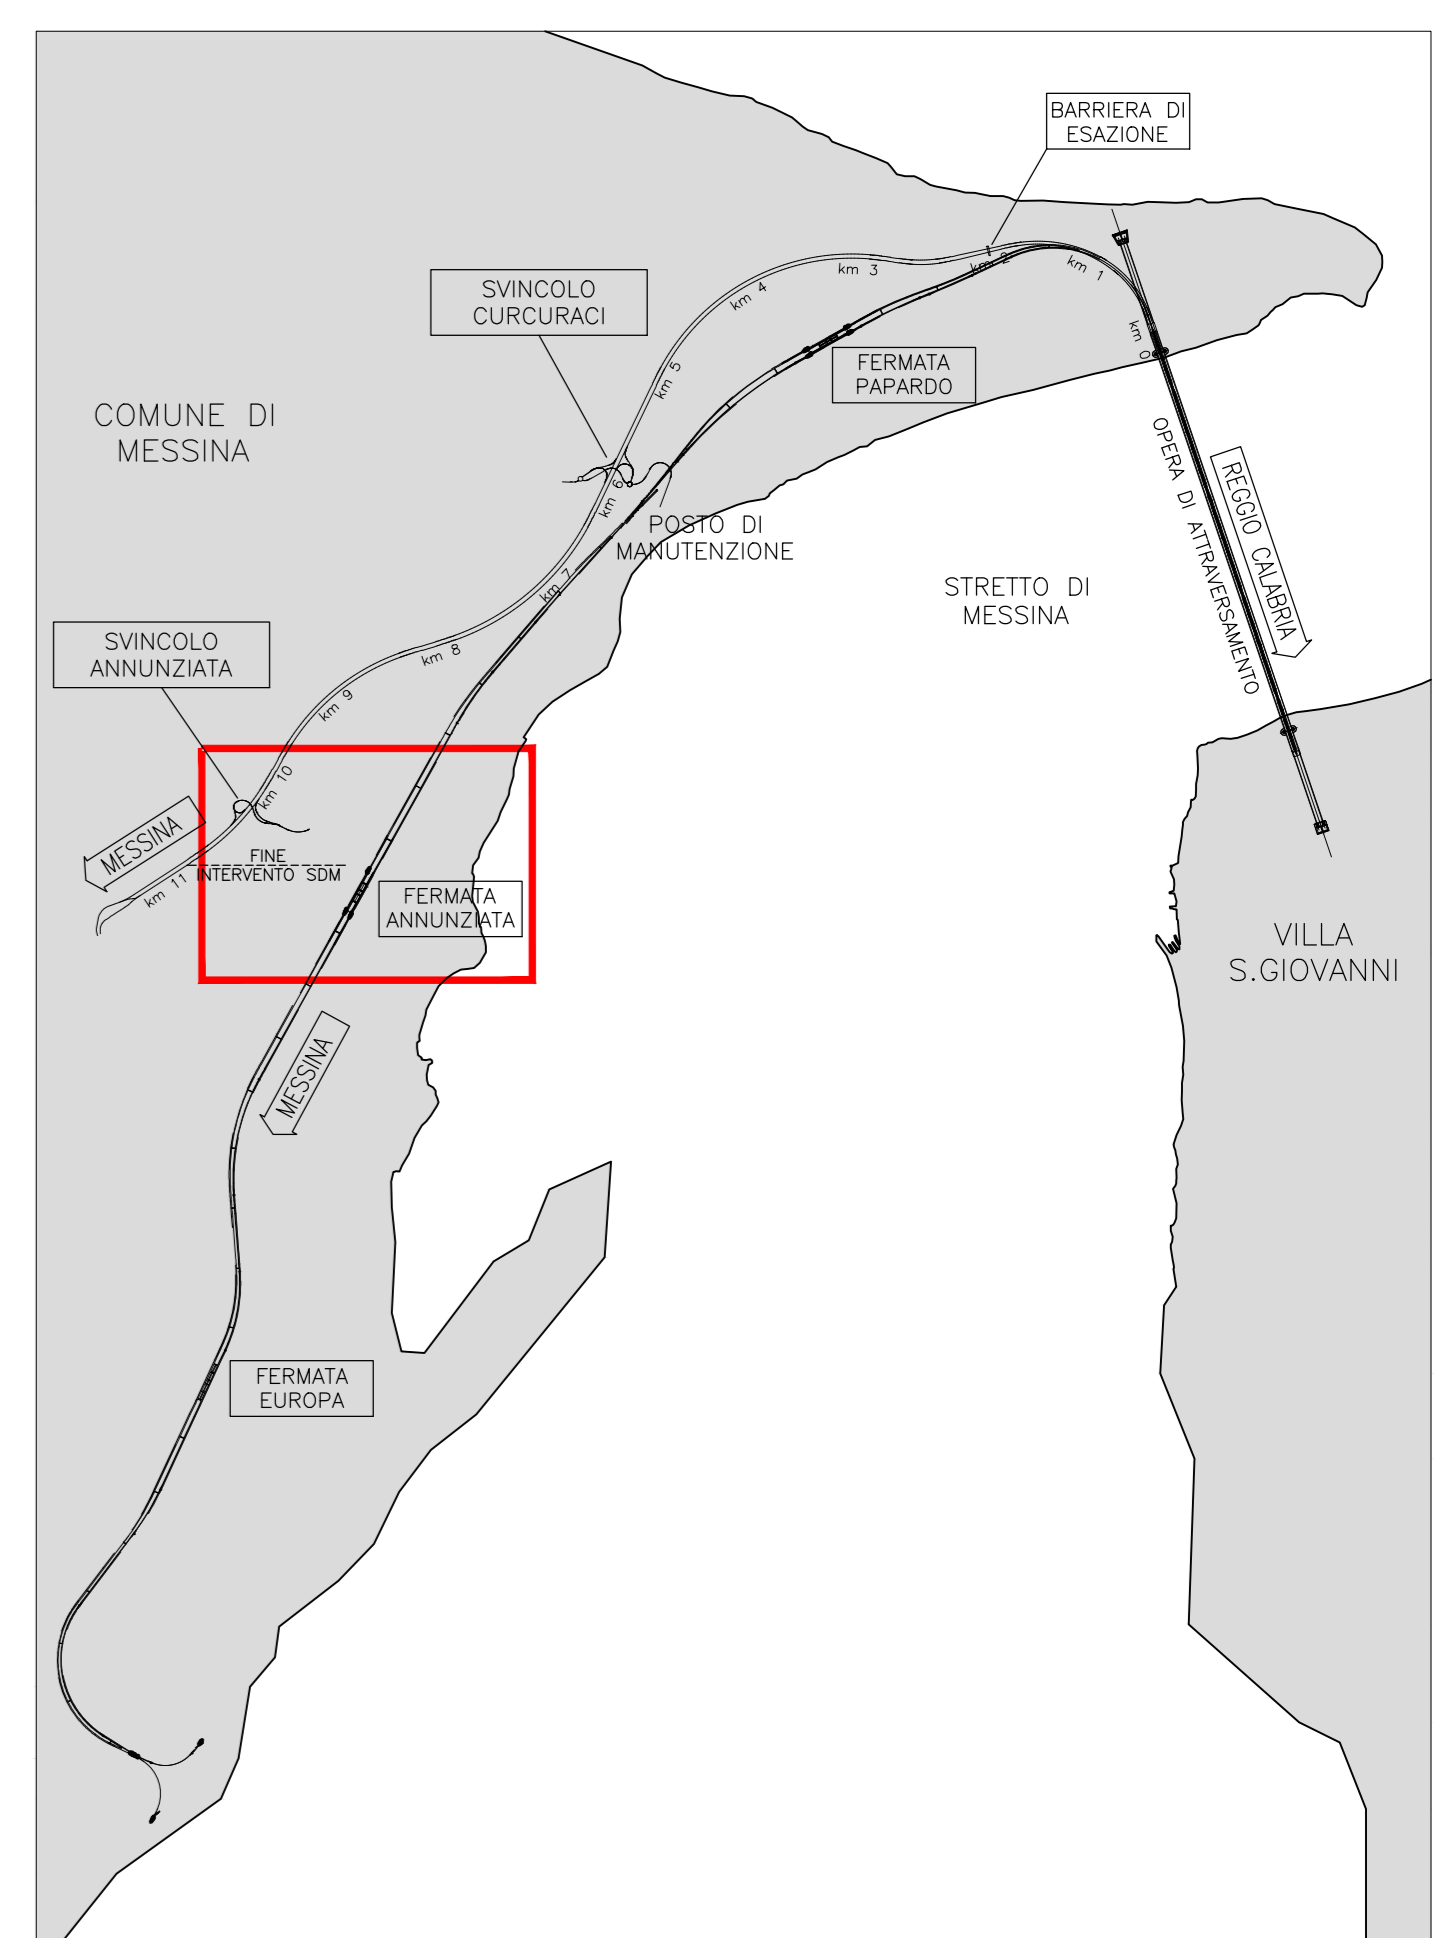 BARRIERA DI
ESAZIONE
SVINCOLO
CURCURACI
km 4
km 3
km 2
km 1
km 0
FERMATA
PAPARDO
km 5
COMUNE DI
MESSINA
km 6
POSTO DI
MANUTENZIONE
OPERA DI ATTRAVERSAMENTO
REGGIO CALABRIA
STRETTO DI
MESSINA
km 7
SVINCOLO
ANNUNZIATA
km 8
km 9
km 10
MESSINA
FINE
INTERVENTO SDM
km 11
FERMATA
ANNUNZIATA
VILLA
S.GIOVANNI
MESSINA
FERMATA
EUROPA